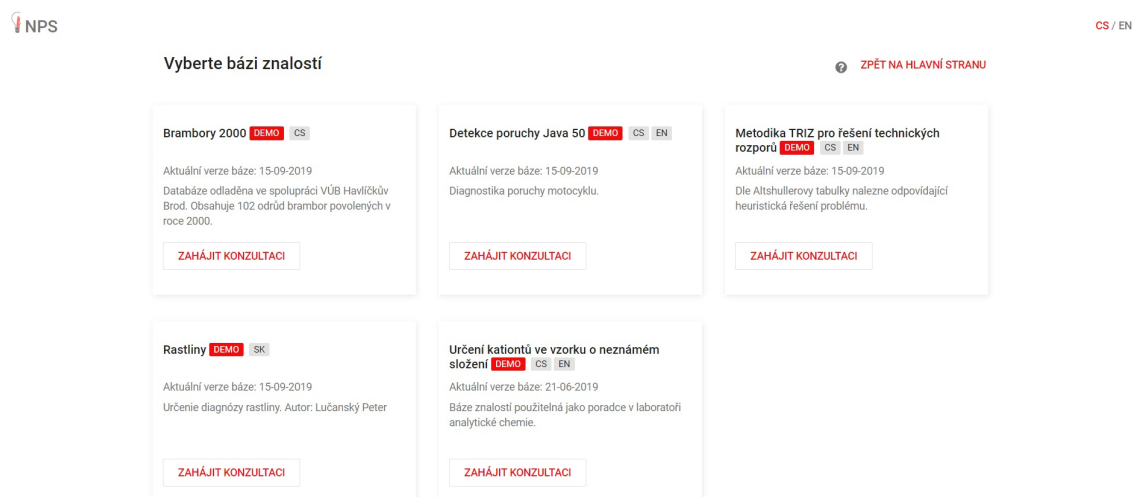 NPS
CS / EN
Vyberte bázi znalostí
? ZPĚT NA HLAVNÍ STRANU
Brambory 2000 DEMO CS
Aktuální verze báze: 15-09-2019
Databáze odladěna ve spolupráci VÚB Havlíčkův
Brod. Obsahuje 102 odrůd brambor povolených v
roce 2000.
ZAHÁJIT KONZULTACI
Detekce poruchy Java 50 DEMO CS EN
Aktuální verze báze: 15-09-2019
Diagnostika poruchy motocyklu.
ZAHÁJIT KONZULTACI
Metodika TRIZ pro řešení technických
rozporů DEMO CS EN
Aktuální verze báze: 15-09-2019
Dle Altshullerovy tabulky nalezne odpovídající
heuristická řešení problému.
ZAHÁJIT KONZULTACI
Rastliny DEMO SK
Aktuální verze báze: 15-09-2019
Určenie diagnózy rastliny. Autor: Lučanský Peter
ZAHÁJIT KONZULTACI
Určení kationtů ve vzorku o neznámém
složení DEMO CS EN
Aktuální verze báze: 21-06-2019
Báze znalostí použitelná jako poradce v laboratoři
analytické chemie.
ZAHÁJIT KONZULTACI